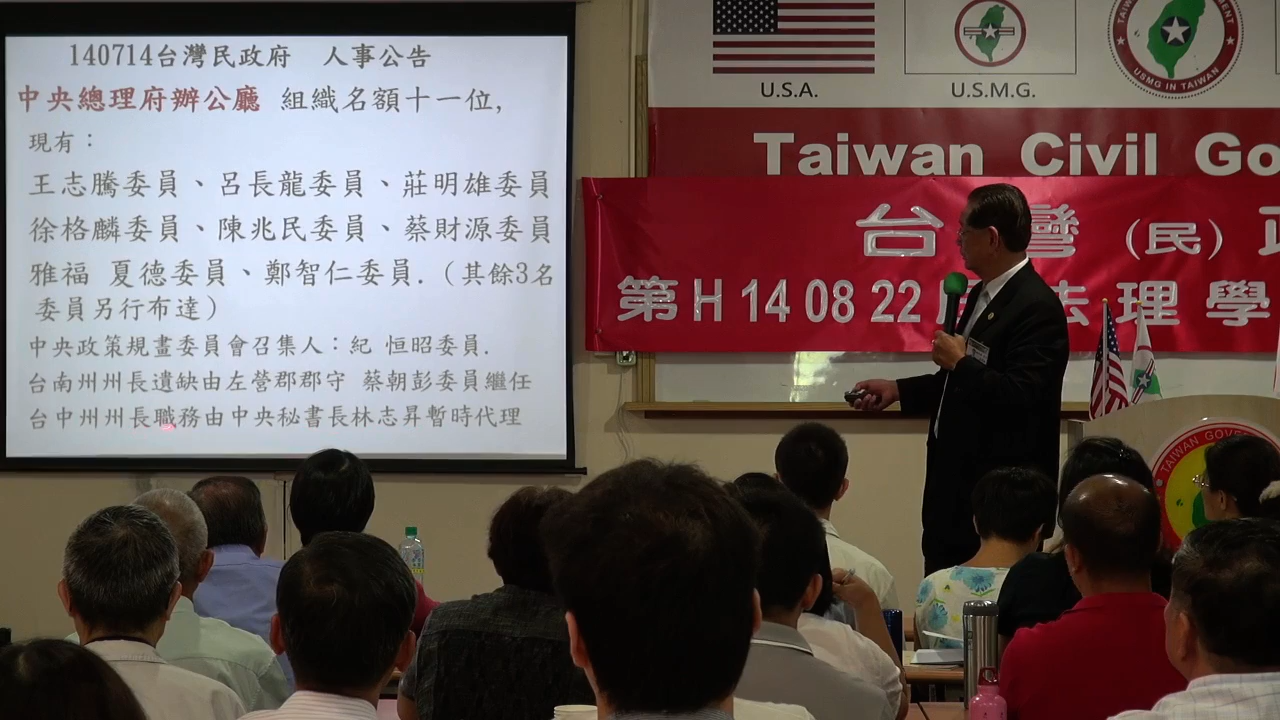 140714台灣民政府 人事公告
中央總理府辦公廳 組織名額十一位,
現有：
王志騰委員、呂長龍委員、莊明雄委員
徐格麟委員、陳兆民委員、蔡財源委員
雅福 夏德委員、鄭智仁委員.（其餘3名
委員另行布達）
中央政策規畫委員會召集人：紀 恒昭委員.
台南州州長遺缺由左營郡郡守 蔡朝彭委員繼任
台中州州長職務由中央秘書長林志昇暫時代理
U.S.A.
U.S.M.G.
USMG IN TAIWAN
Taiwan Civil Go
台灣（民）
第H 14 08 22
法理學
TAIWAN GOVER